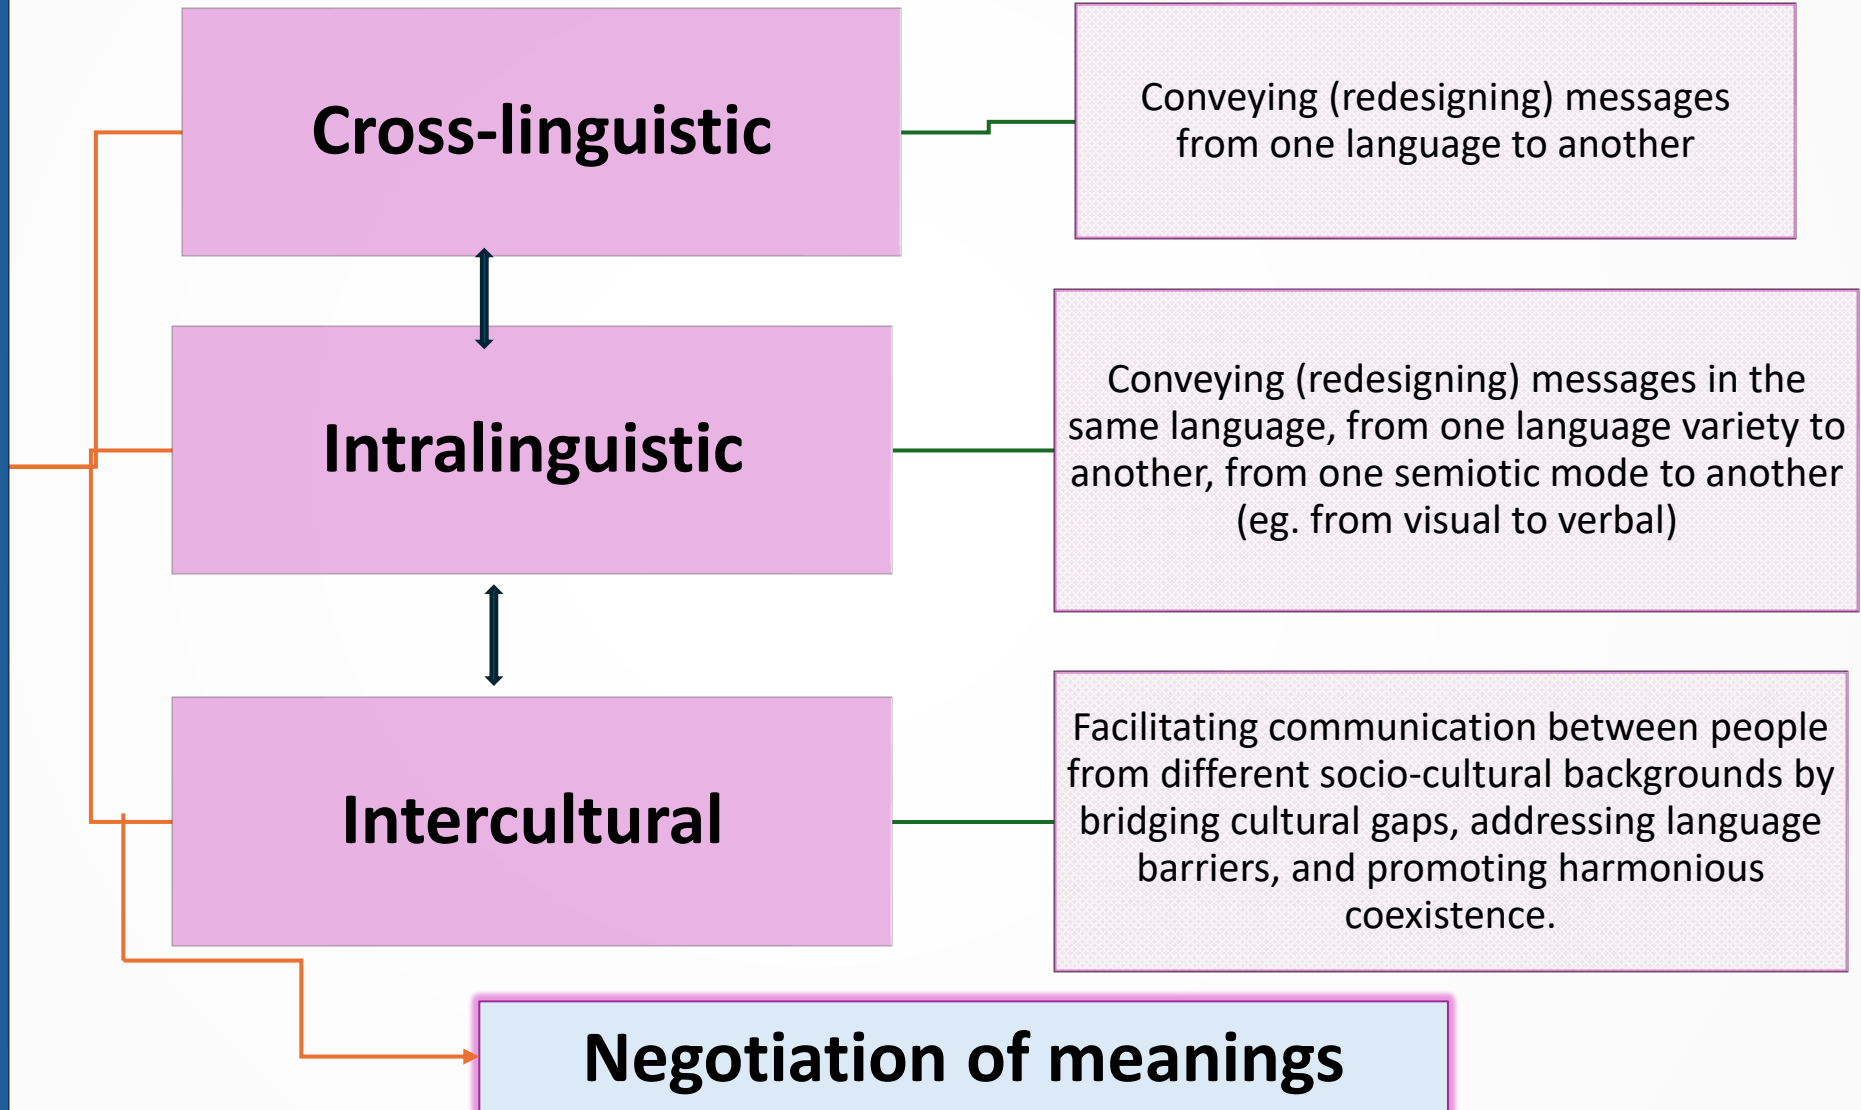 Cross-linguistic
Conveying (redesigning) messages
from one language to another
Intralinguistic
Conveying (redesigning) messages in the
same language, from one language variety to
another, from one semiotic mode to another
(eg. from visual to verbal)
Intercultural
Facilitating communication between people
from different socio-cultural backgrounds by
bridging cultural gaps, addressing language
barriers, and promoting harmonious
coexistence.
Negotiation of meanings